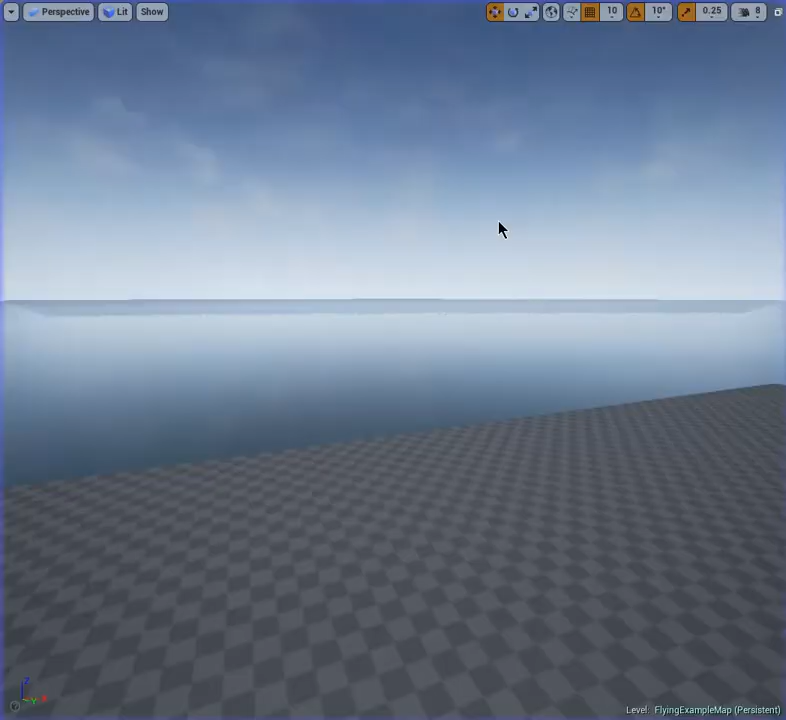 Perspective Lit Show 10 10° 0.25 8
Z
Y X
Level: FlyingExampleMap (Persistent)